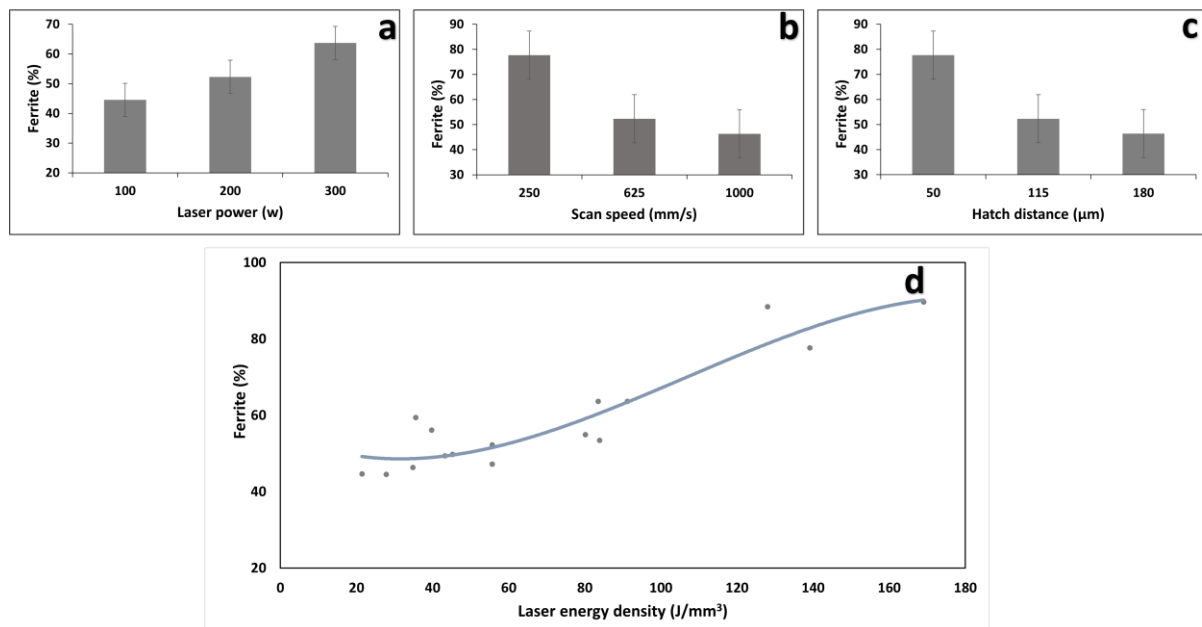 a
Ferrite (%)
70
60
50
40
30
20
100 200 300
Laser power (w)
b
Ferrite (%)
90
80
70
60
50
40
30
250 625 1000
Scan speed (mm/s)
c
Ferrite (%)
90
80
70
60
50
40
30
50 115 180
Hatch distance (µm)
d
Ferrite (%)
100
80
60
40
20
0 20 40 60 80 100 120 140 160 180
Laser energy density (J/mm³)